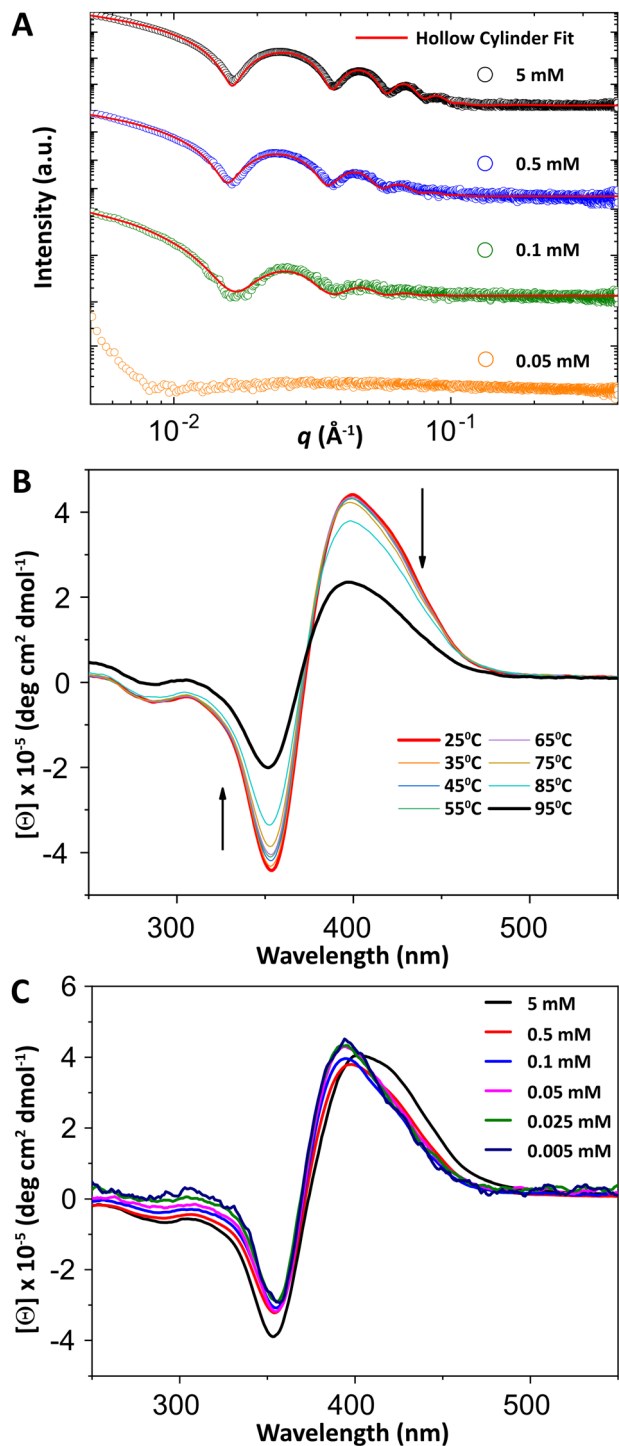 A
Hollow Cylinder Fit
5 mM
0.5 mM
0.1 mM
0.05 mM
Intensity (a.u.)
10⁻² 10⁻¹
q (Å⁻¹)
B
4
2
0
-2
-4
[Θ] x 10⁻⁵ (deg cm² dmol⁻¹)
25⁰C 65⁰C
35⁰C 75⁰C
45⁰C 85⁰C
55⁰C 95⁰C
300 400 500
Wavelength (nm)
C
6
4
2
0
-2
-4
[Θ] x 10⁻⁵ (deg cm² dmol⁻¹)
5 mM
0.5 mM
0.1 mM
0.05 mM
0.025 mM
0.005 mM
300 400 500
Wavelength (nm)